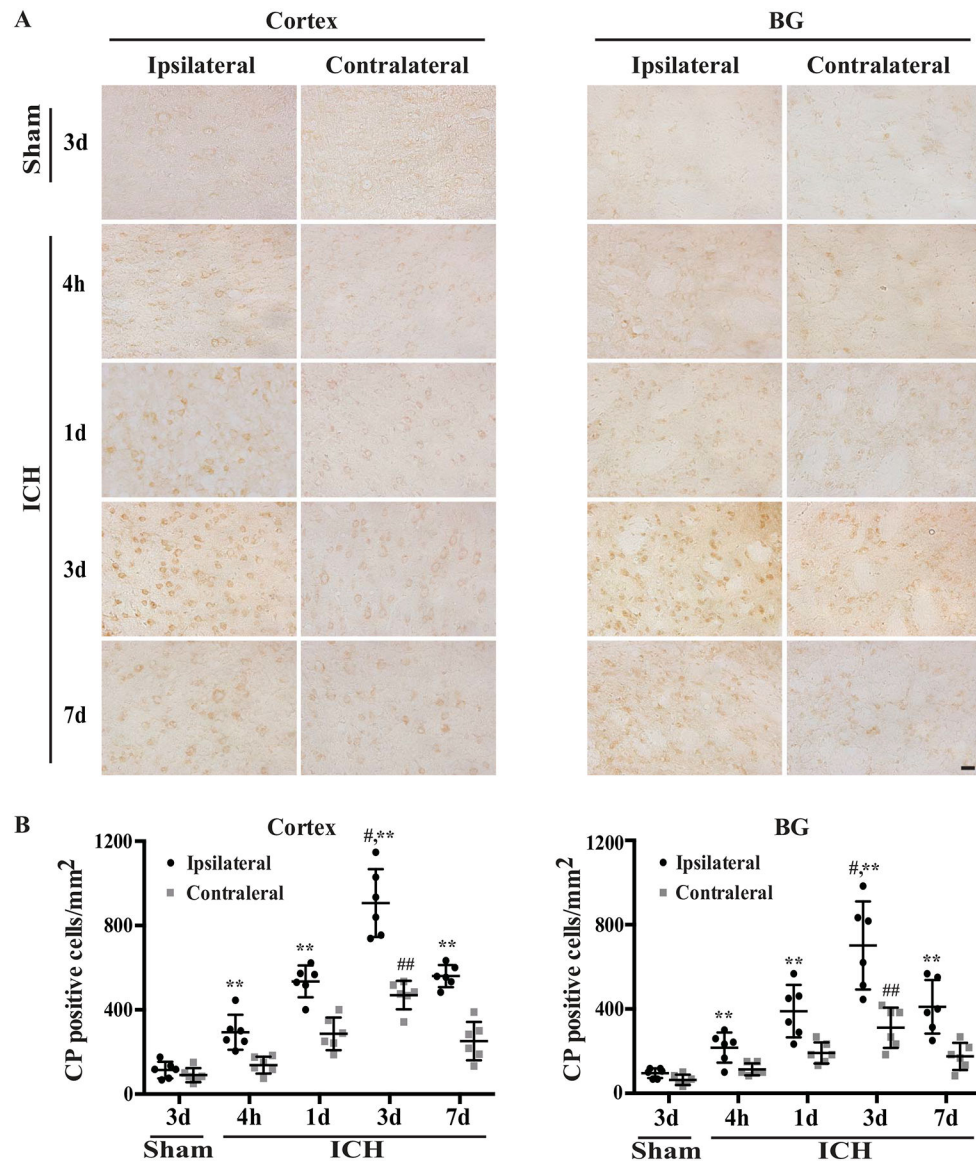 A
Cortex
BG
Ipsilateral Contralateral
Ipsilateral Contralateral
Sham
3d
ICH
4h
1d
3d
7d
B
Cortex
CP positive cells/mm2
1200
800
400
0
Ipsilateral
Contraleral
**
**
#,**
##
**
3d 4h 1d 3d 7d
Sham ICH
BG
CP positive cells/mm2
1200
800
400
0
Ipsilateral
Contraleral
**
**
#,**
##
**
3d 4h 1d 3d 7d
Sham ICH